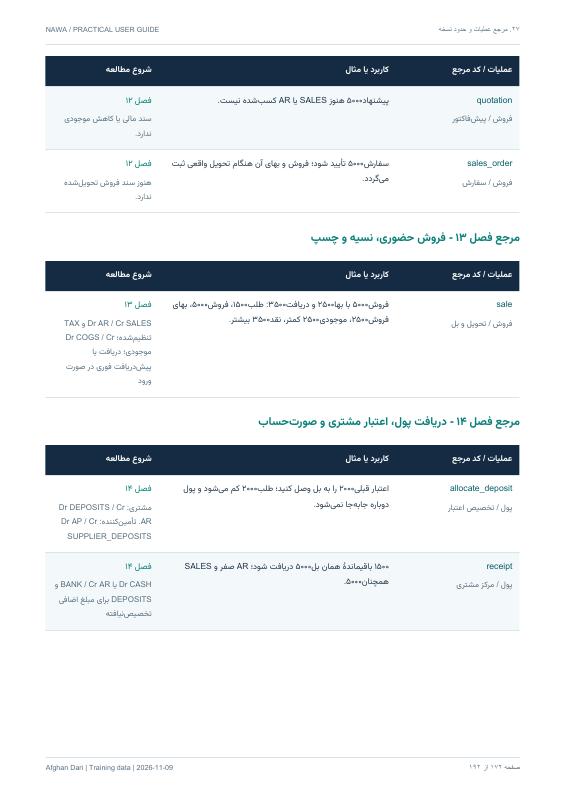 NAWA / PRACTICAL USER GUIDE
۲۷. مرجع عملیات و حدود نسخه
عملیات / کد مرجع
کاربرد با مثال
شروع مطالعه
quotation
فروش / پیش‌فاکتور
پیشنهاد۵۰۰۰ هنوز SALES یا AR کسب‌شده نیست.
فصل ۱۲
سند مالی یا کاهش موجودی
ندارد.
sales_order
فروش / سفارش
سفارش۵۰۰۰ تأیید شود؛ فروش و بهای آن هنگام تحویل واقعی ثبت
می‌گردد.
فصل ۱۲
هنوز سند فروش تحویل‌شده
ندارد.
مرجع فصل ۱۳ - فروش حضوری، نسیه و چسپ
عملیات / کد مرجع
کاربرد با مثال
شروع مطالعه
sale
فروش / تحویل و بل
فروش۵۰۰۰ با بها۲۵۰۰ و دریافت۳۵۰۰: طلب۱۵۰۰، فروش۵۰۰۰، بهای
فروش۲۵۰۰، موجودی۲۵۰۰ کمتر، نقد۳۵۰۰ بیشتر.
فصل ۱۳
Dr AR / Cr SALES و TAX
تنظیم‌شده؛ Dr COGS / Cr
موجودی؛ دریافت یا
پیش‌دریافت فوری در صورت
ورود
مرجع فصل ۱۴ - دریافت پول، اعتبار مشتری و صورت‌حساب
عملیات / کد مرجع
کاربرد با مثال
شروع مطالعه
allocate_deposit
پول / تخصیص اعتبار
اعتبار قبلی۲۰۰۰ را به بل وصل کنید؛ طلب۲۰۰۰ کم می‌شود و پول
دوباره جابه‌جا نمی‌شود.
فصل ۱۴
مشتری: Dr DEPOSITS / Cr
AR. تأمین‌کننده: Dr AP / Cr
SUPPLIER_DEPOSITS
receipt
پول / مرکز مشتری
۱۵۰۰ باقیماندهٔ همان بل۵۰۰۰ دریافت شود؛ AR صفر و SALES
همچنان۵۰۰۰.
فصل ۱۴
Dr CASH یا BANK / Cr AR و
DEPOSITS برای مبلغ اضافی
تخصیص‌نیافته
Afghan Dari | Training data | 2026-11-09
صفحه ۱۷۲ از ۱۹۲